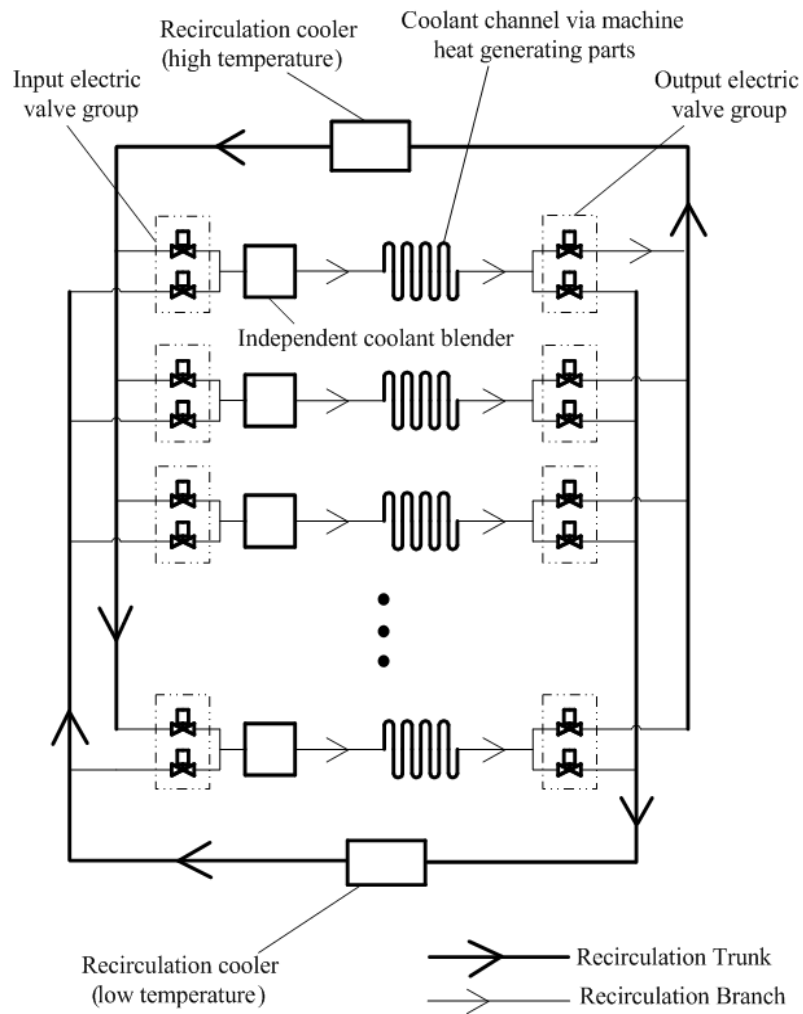 Recirculation cooler
(high temperature)
Coolant channel via machine
heat generating parts
Input electric
valve group
Output electric
valve group
Independent coolant blender
Recirculation cooler
(low temperature)
Recirculation Trunk
Recirculation Branch